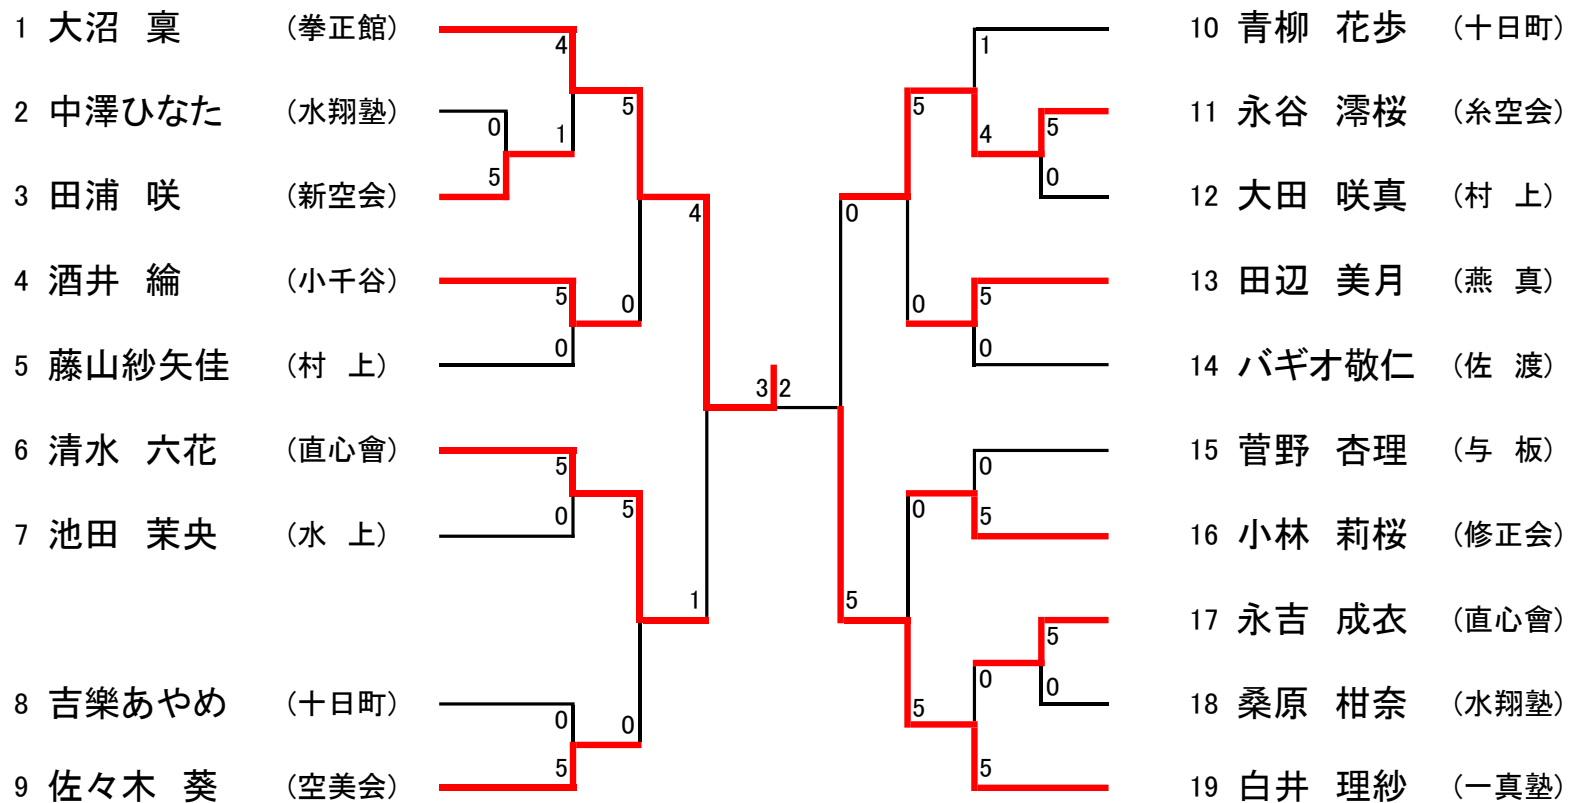 1 大沼 稟 （拳正館）
2 中澤ひなた （水翔塾）
3 田浦 咲 （新空会）
4 酒井 綸 （小千谷）
5 藤山紗矢佳 （村 上）
6 清水 六花 （直心會）
7 池田 茉央 （水 上）
8 吉樂あやめ （十日町）
9 佐々木 葵 （空美会）
4
0
1
5
5
5
0
0
4
5
0
5
1
0
0
5
3 2
10 青柳 花歩 （十日町）
11 永谷 澪桜 （糸空会）
12 大田 咲真 （村 上）
13 田辺 美月 （燕 真）
14 バギオ敬仁 （佐 渡）
15 菅野 杏理 （与 板）
16 小林 莉桜 （修正会）
17 永吉 成衣 （直心會）
18 桑原 柑奈 （水翔塾）
19 白井 理紗 （一真塾）
1
5
4
5
0
0
0
5
0
0
0
5
5
5
0
0
5
5